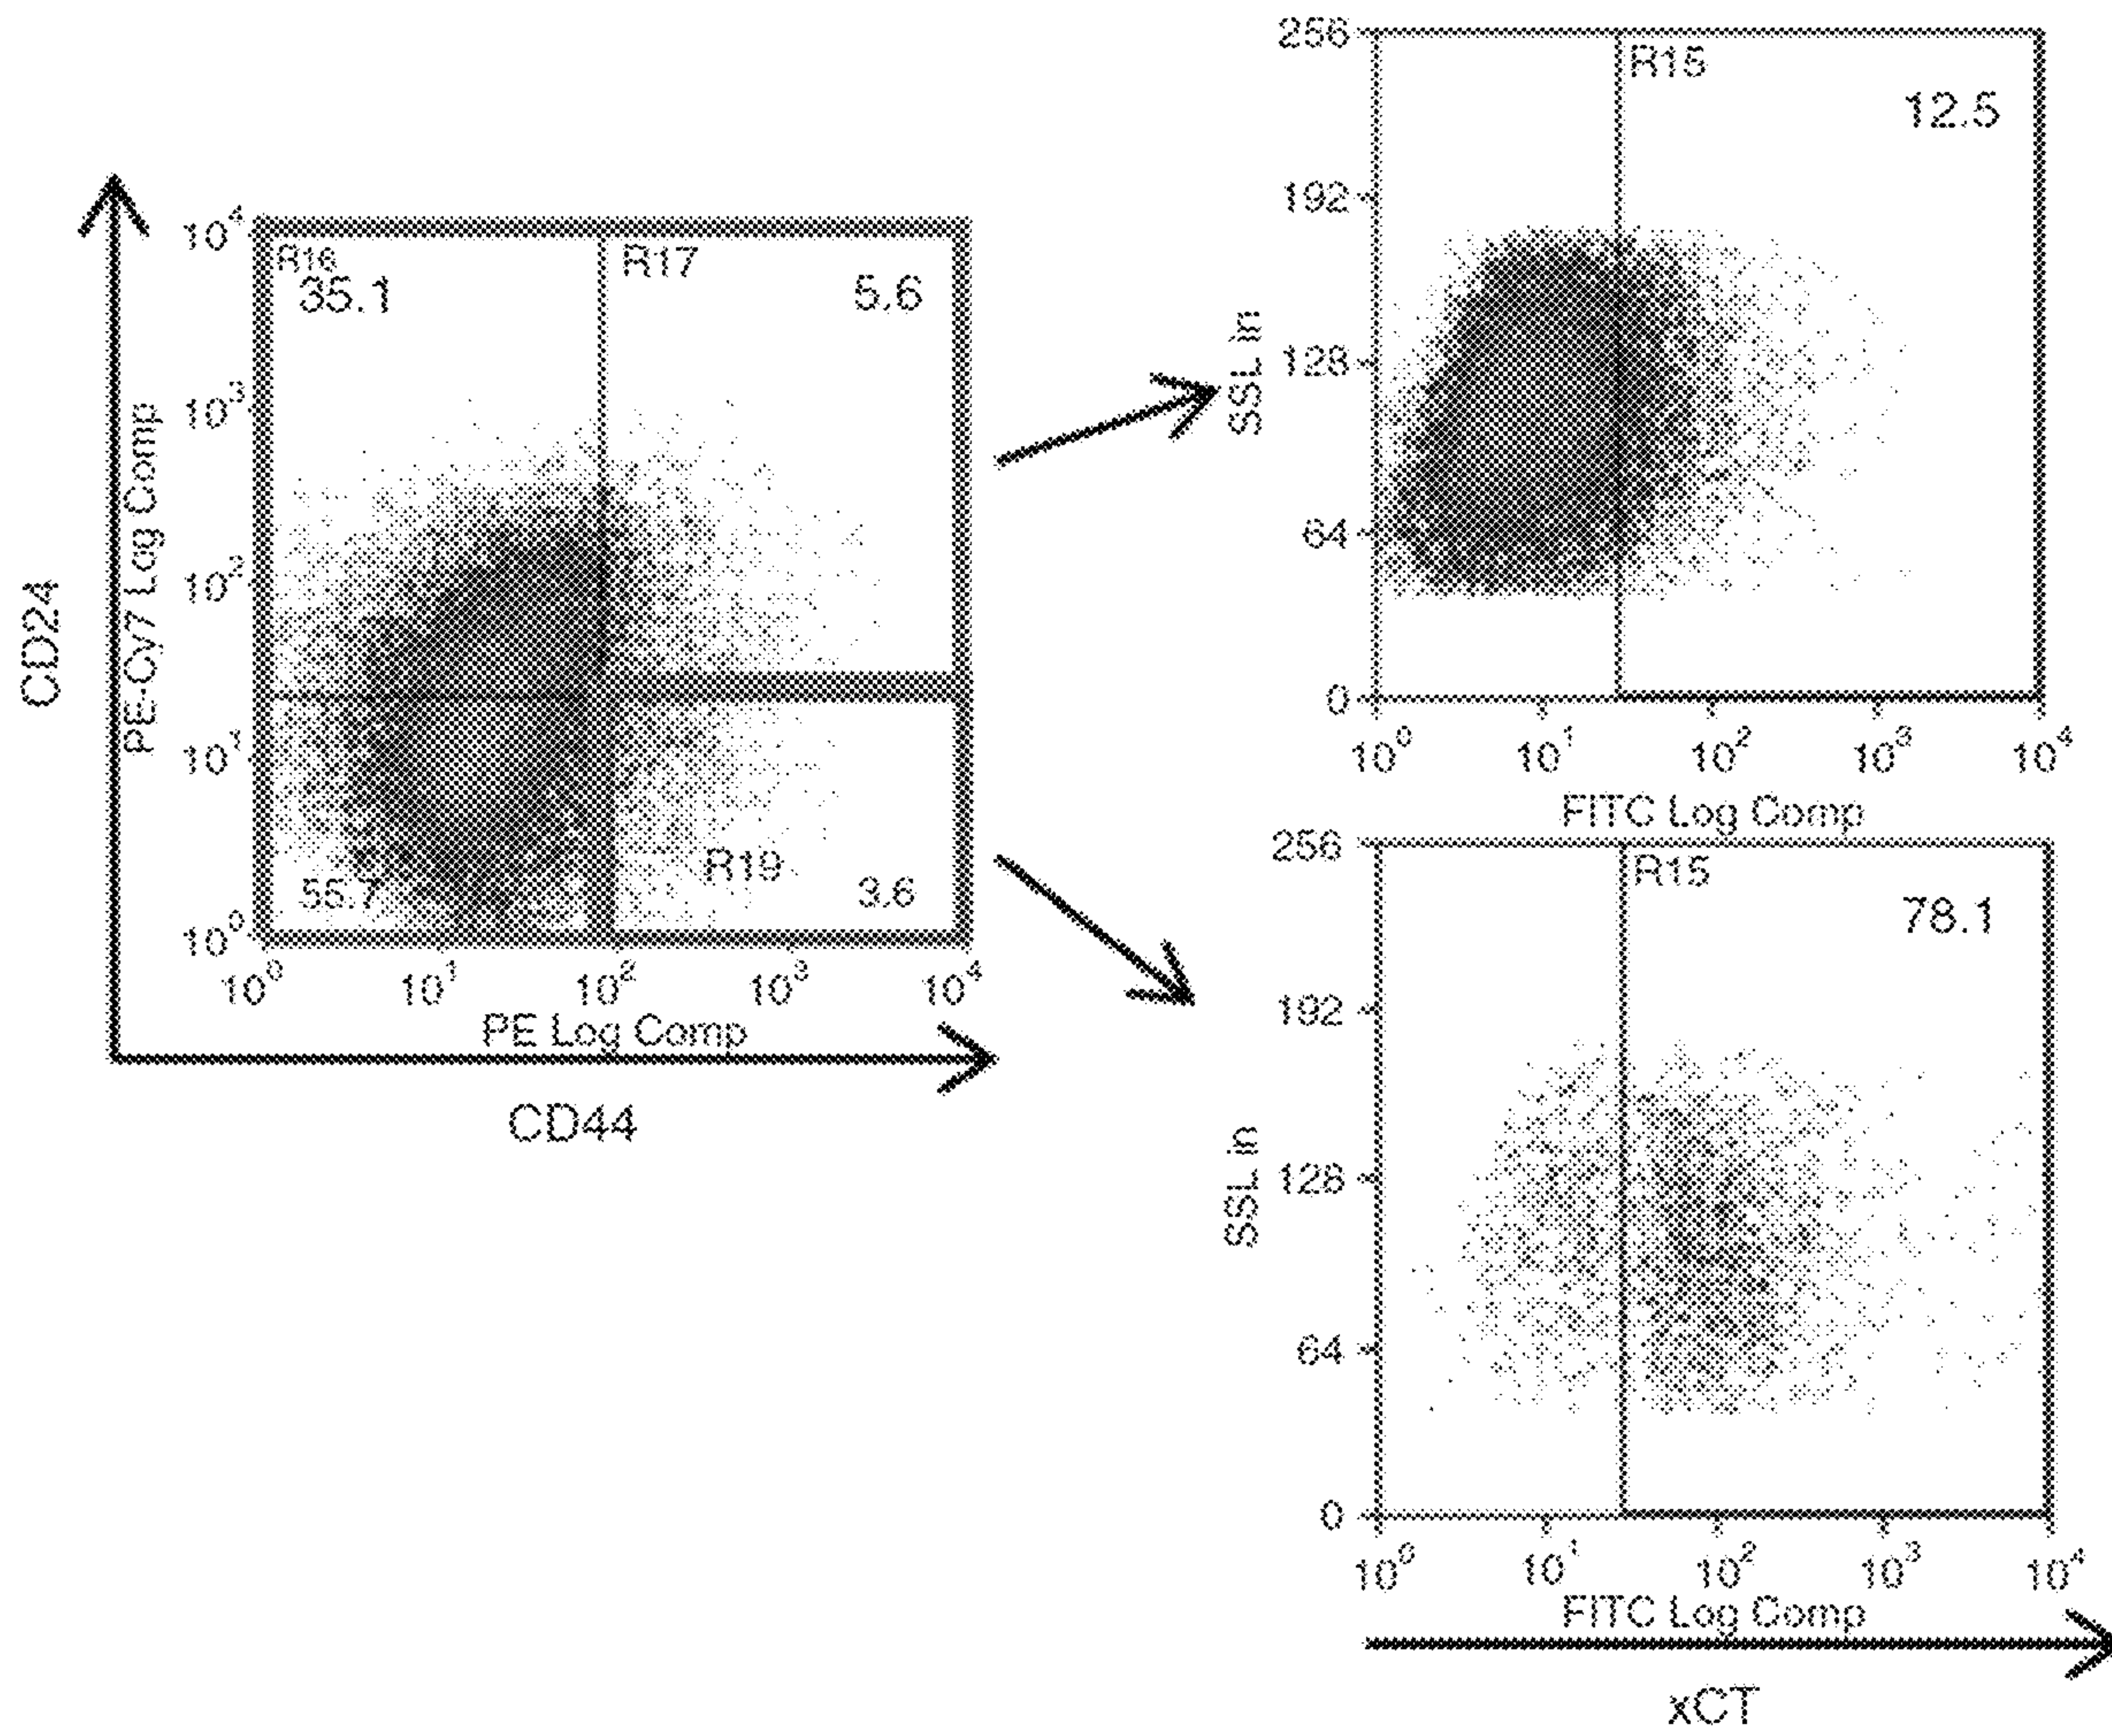 CD24
PE-Cy7 Log Comp
10^4
10^3
10^2
10^1
10^0
R16
35.1
R17
5.6
55.7
R19
3.6
10^0 10^1 10^2 10^3 10^4
PE Log Comp
CD44
SSL in
256
192
128
64
0
R15
12.5
10^0 10^1 10^2 10^3 10^4
FITC Log Comp
SSL in
256
192
128
64
0
R15
78.1
10^0 10^1 10^2 10^3 10^4
FITC Log Comp
xCT